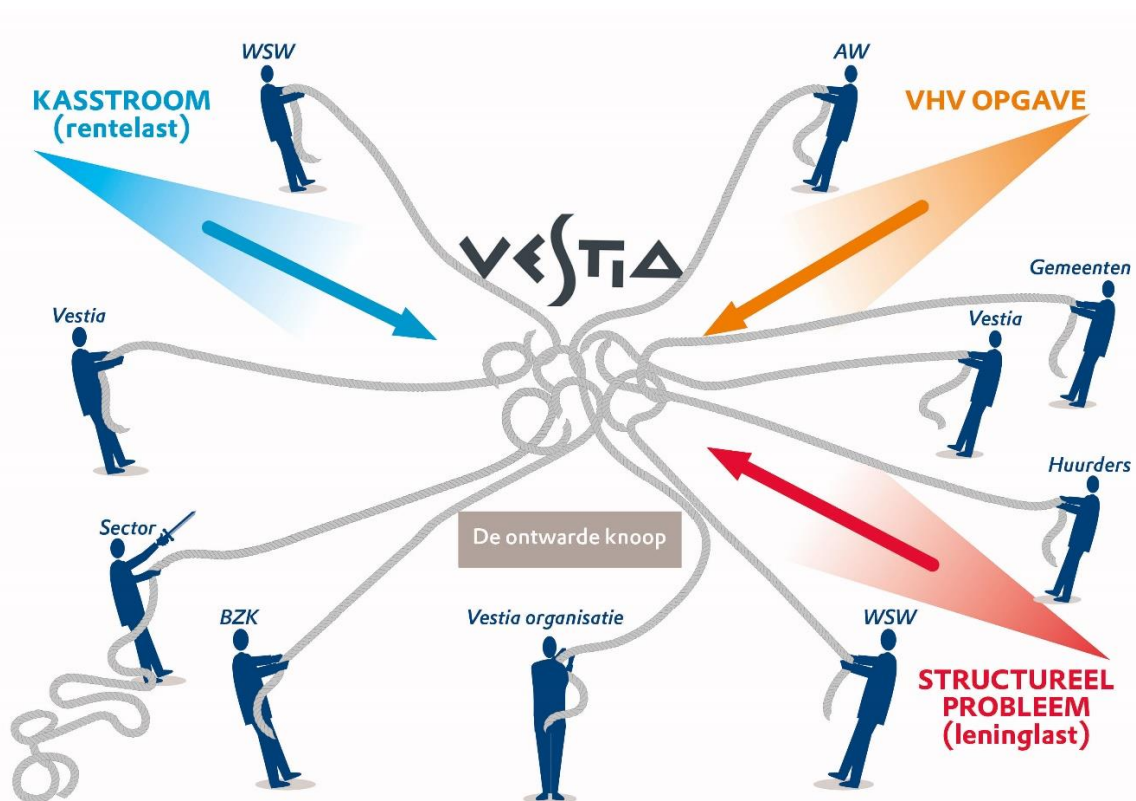 WSW
AW
KASSTROOM
(rentelast)
VHV OPGAVE
VESTIA
Gemeenten
Vestia
Vestia
Huurders
Sector
De ontwarde knoop
BZK
Vestia organisatie
WSW
STRUCTUREEL
PROBLEEM
(leninglast)